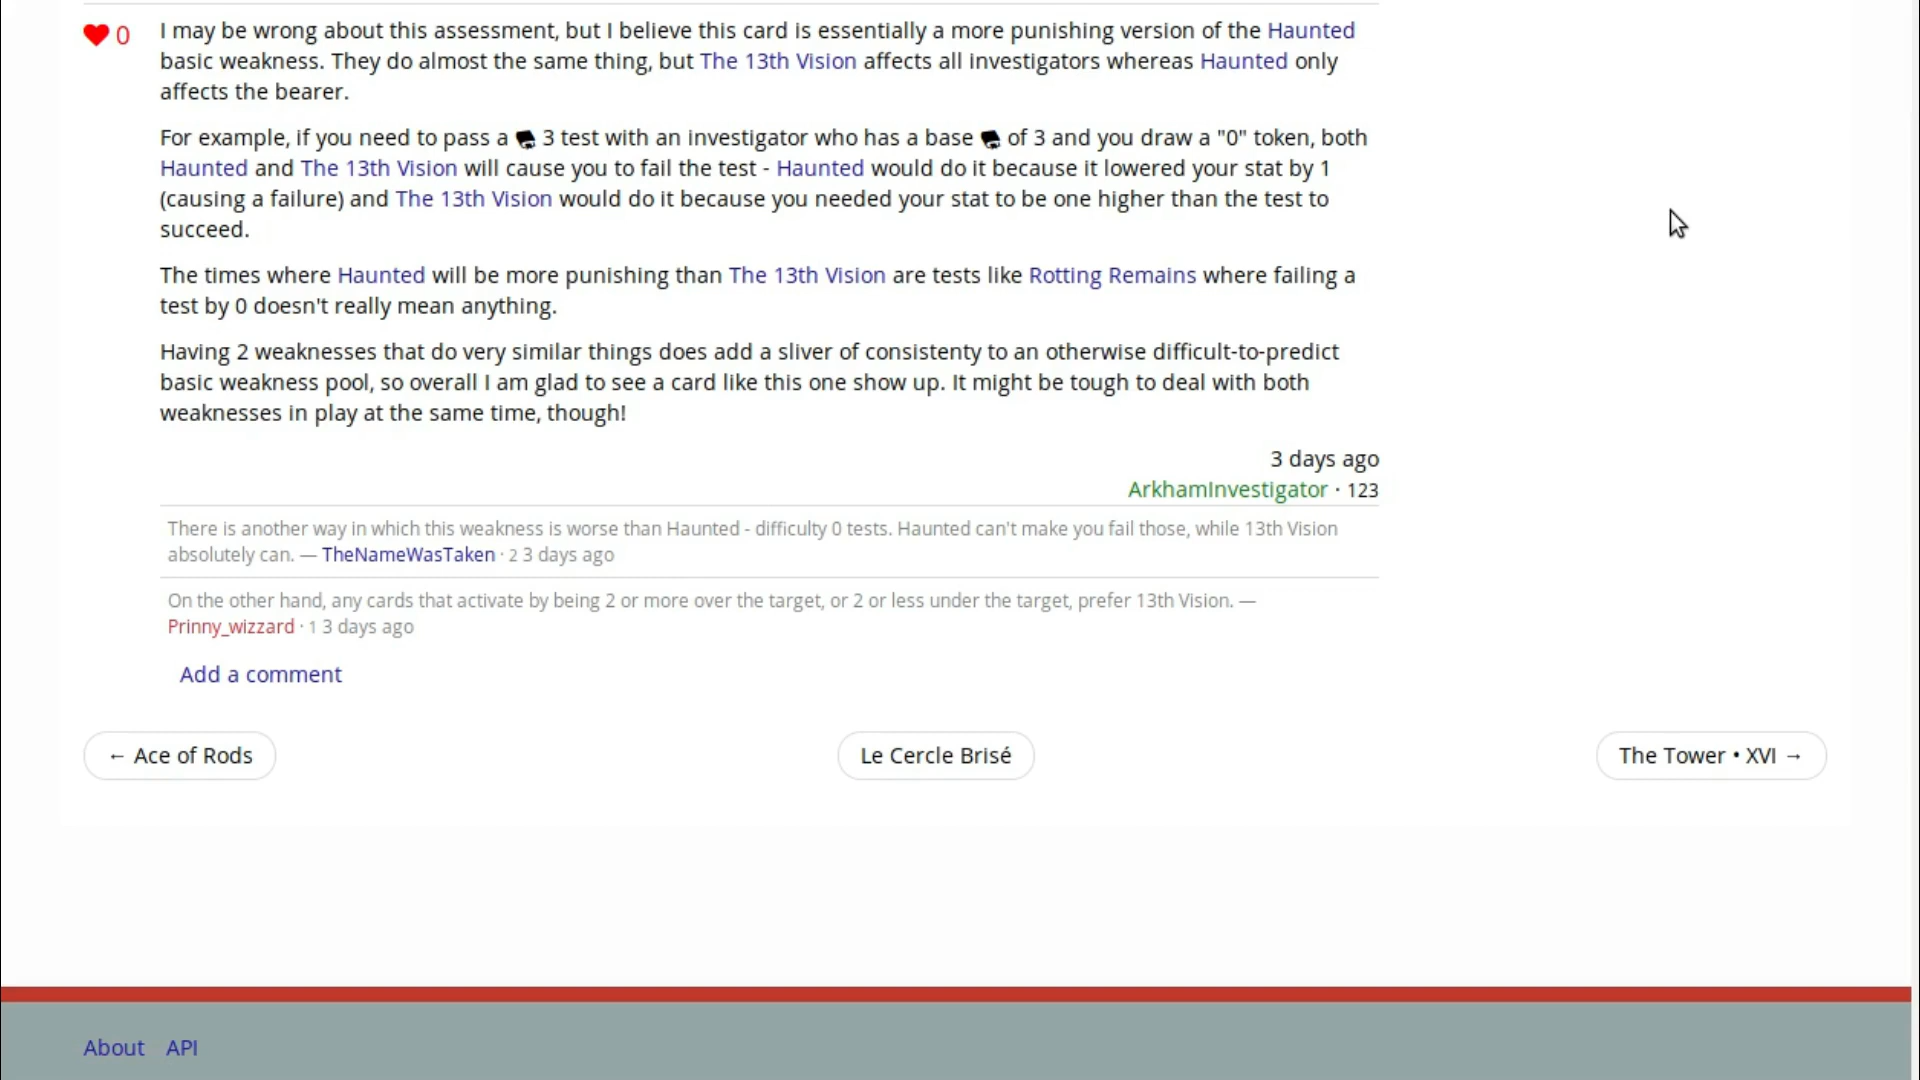 0
I may be wrong about this assessment, but I believe this card is essentially a more punishing version of the Haunted
basic weakness. They do almost the same thing, but The 13th Vision affects all investigators whereas Haunted only
affects the bearer.
For example, if you need to pass a 3 test with an investigator who has a base of 3 and you draw a "0" token, both
Haunted and The 13th Vision will cause you to fail the test - Haunted would do it because it lowered your stat by 1
(causing a failure) and The 13th Vision would do it because you needed your stat to be one higher than the test to
succeed.
The times where Haunted will be more punishing than The 13th Vision are tests like Rotting Remains where failing a
test by 0 doesn't really mean anything.
Having 2 weaknesses that do very similar things does add a sliver of consistenty to an otherwise difficult-to-predict
basic weakness pool, so overall I am glad to see a card like this one show up. It might be tough to deal with both
weaknesses in play at the same time, though!
3 days ago
ArkhamInvestigator · 123
There is another way in which this weakness is worse than Haunted - difficulty 0 tests. Haunted can't make you fail those, while 13th Vision
absolutely can. — TheNameWasTaken · 2 3 days ago
On the other hand, any cards that activate by being 2 or more over the target, or 2 or less under the target, prefer 13th Vision. —
Prinny_wizzard · 1 3 days ago
Add a comment
← Ace of Rods
Le Cercle Brisé
The Tower • XVI →
About API